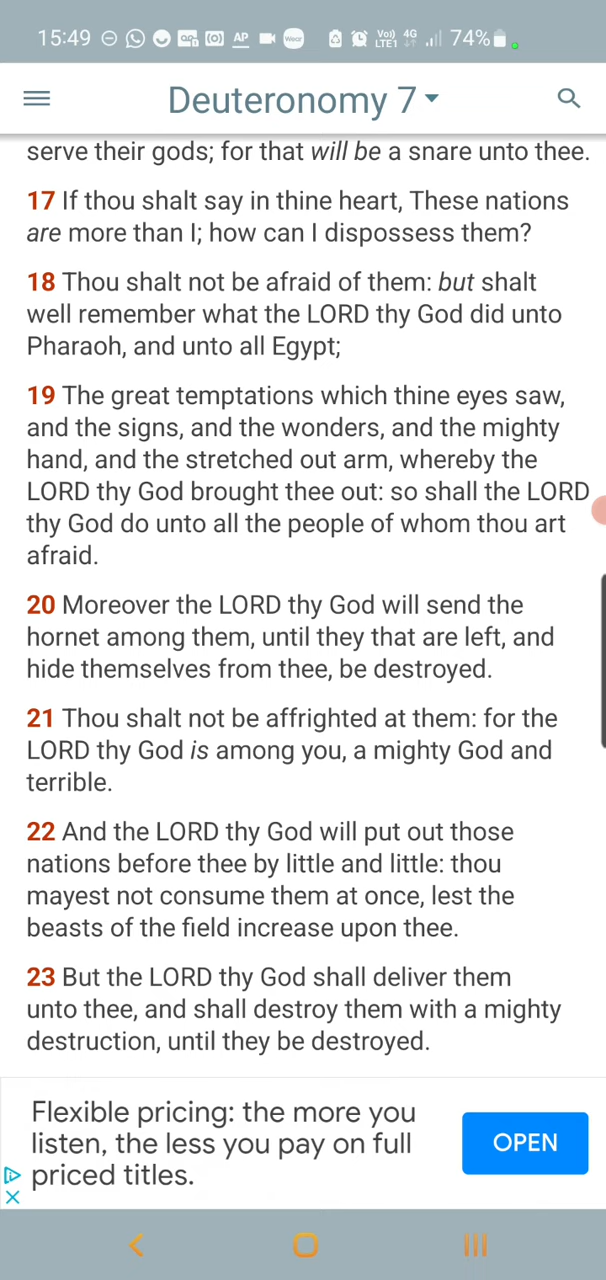 15:49
AP
Wear
Vo)) 4G
LTE1
74%
Deuteronomy 7
serve their gods; for that will be a snare unto thee.
17 If thou shalt say in thine heart, These nations
are more than I; how can I dispossess them?
18 Thou shalt not be afraid of them: but shalt
well remember what the LORD thy God did unto
Pharaoh, and unto all Egypt;
19 The great temptations which thine eyes saw,
and the signs, and the wonders, and the mighty
hand, and the stretched out arm, whereby the
LORD thy God brought thee out: so shall the LORD
thy God do unto all the people of whom thou art
afraid.
20 Moreover the LORD thy God will send the
hornet among them, until they that are left, and
hide themselves from thee, be destroyed.
21 Thou shalt not be affrighted at them: for the
LORD thy God is among you, a mighty God and
terrible.
22 And the LORD thy God will put out those
nations before thee by little and little: thou
mayest not consume them at once, lest the
beasts of the field increase upon thee.
23 But the LORD thy God shall deliver them
unto thee, and shall destroy them with a mighty
destruction, until they be destroyed.
Flexible pricing: the more you
listen, the less you pay on full
priced titles.
OPEN